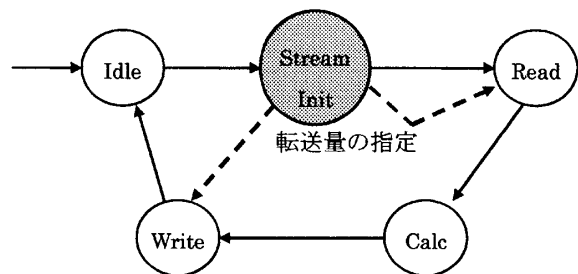 Idle
Stream
Init
Read
転送量の指定
Write
Calc